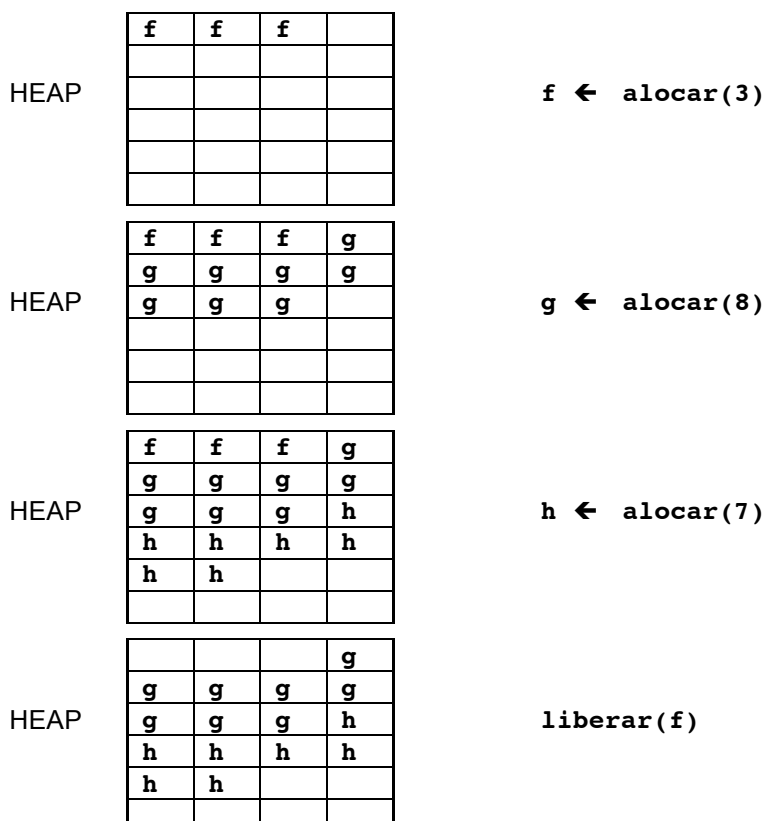 f f f
HEAP f ← alocar(3)
f f f g
g g g g
HEAP g g g g ← alocar(8)
f f f g
g g g g
HEAP g g g h h ← alocar(7)
h h h h
h h
g
g g g g
HEAP g g g h liberar(f)
h h h h
h h